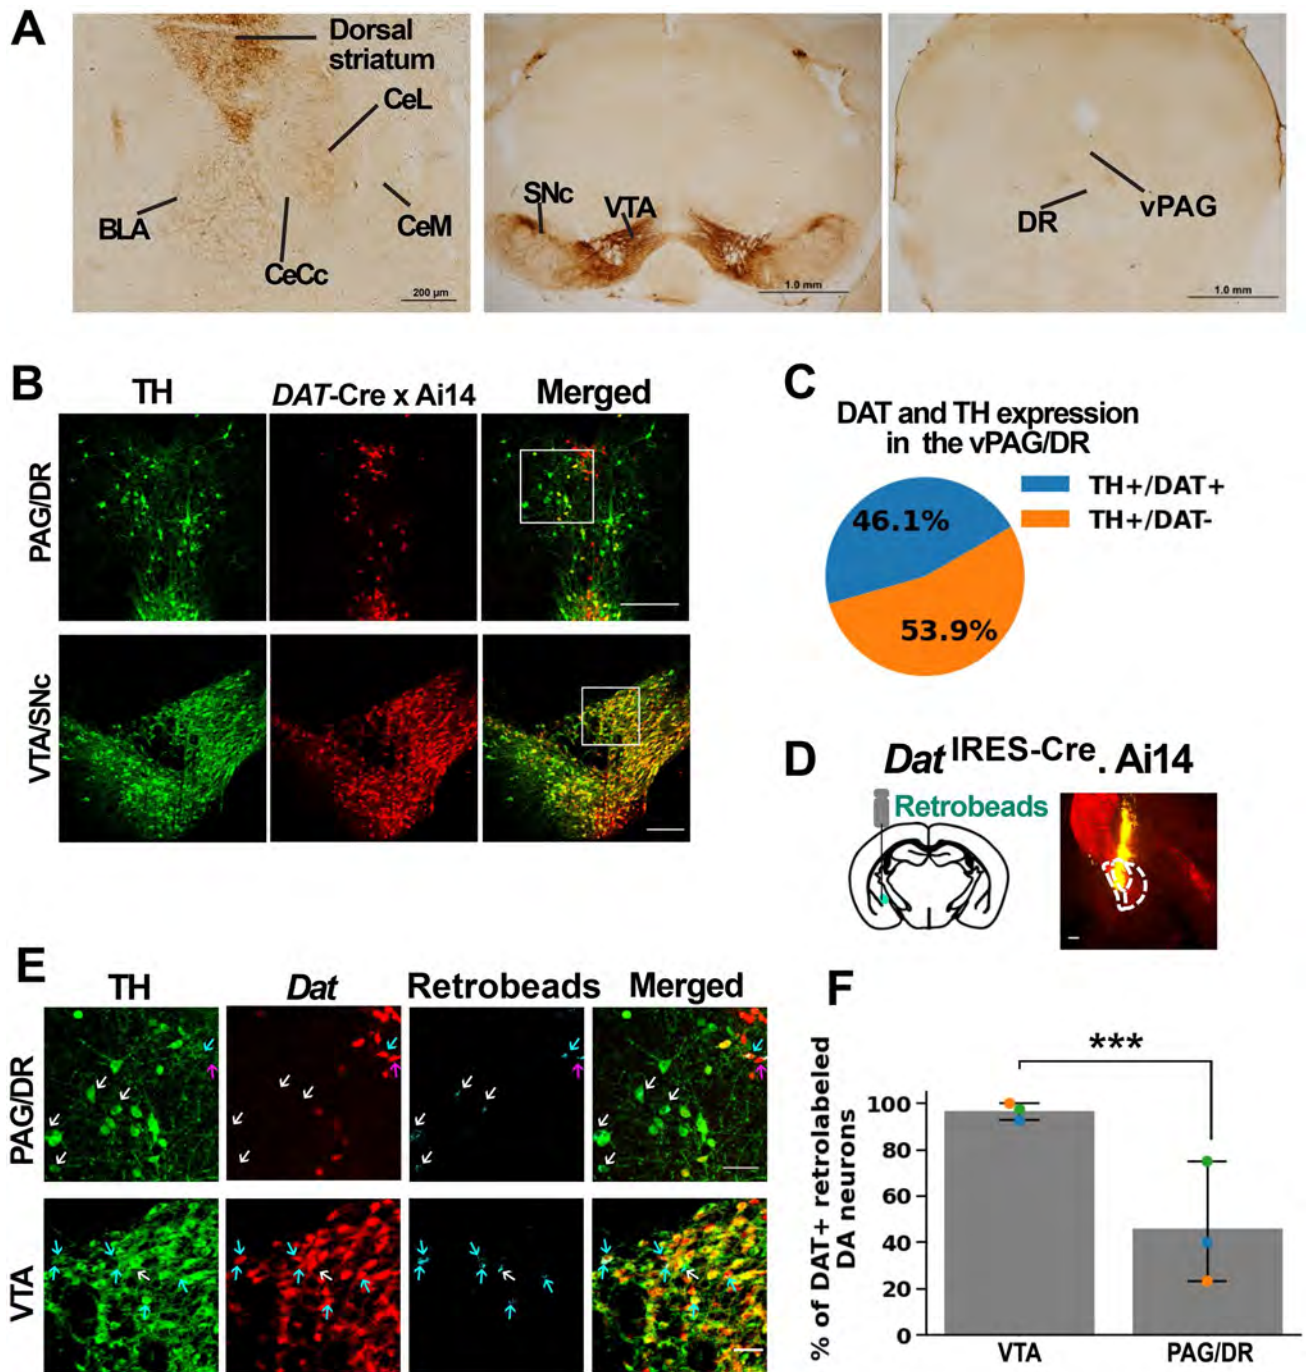 A
Dorsal
striatum
CeL
BLA
CeM
CeCc
200 µm
SNc
VTA
1.0 mm
DR
vPAG
1.0 mm
B
TH
DAT-Cre x Ai14
Merged
PAG/DR
VTA/SNc
C
DAT and TH expression
in the vPAG/DR
TH+/DAT+
TH+/DAT-
46.1%
53.9%
D
Dat IRES-Cre. Ai14
Retrobeads
E
TH
Dat
Retrobeads
Merged
PAG/DR
VTA
F
% of DAT+ retrolabeled
DA neurons
***
100
80
60
40
20
0
VTA
PAG/DR